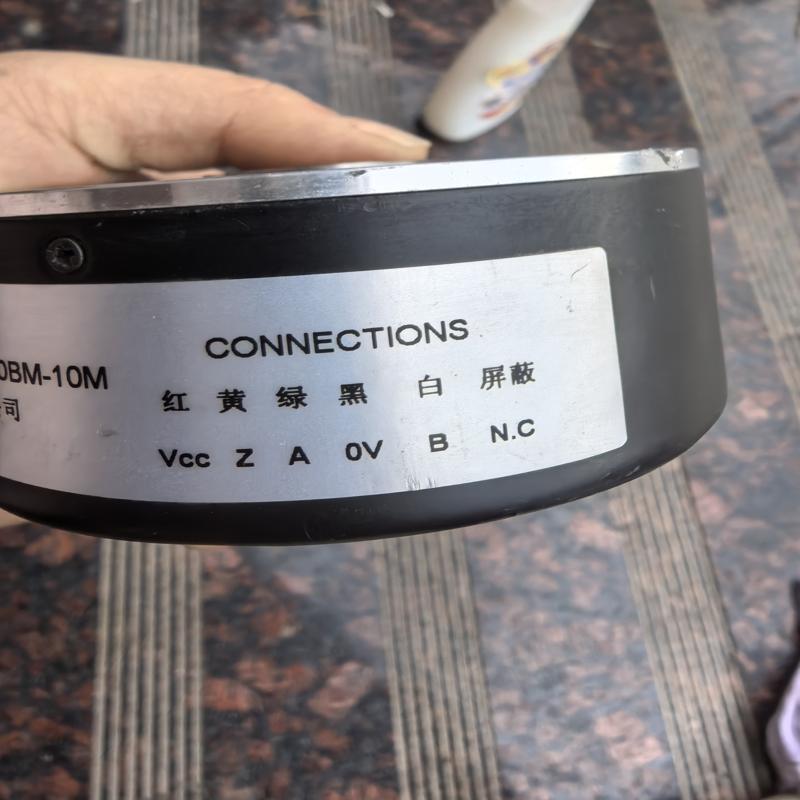 CONNECTIONS
0BM-10M
司
红 黄 绿 黑 白 屏蔽
Vcc Z A 0V B N.C